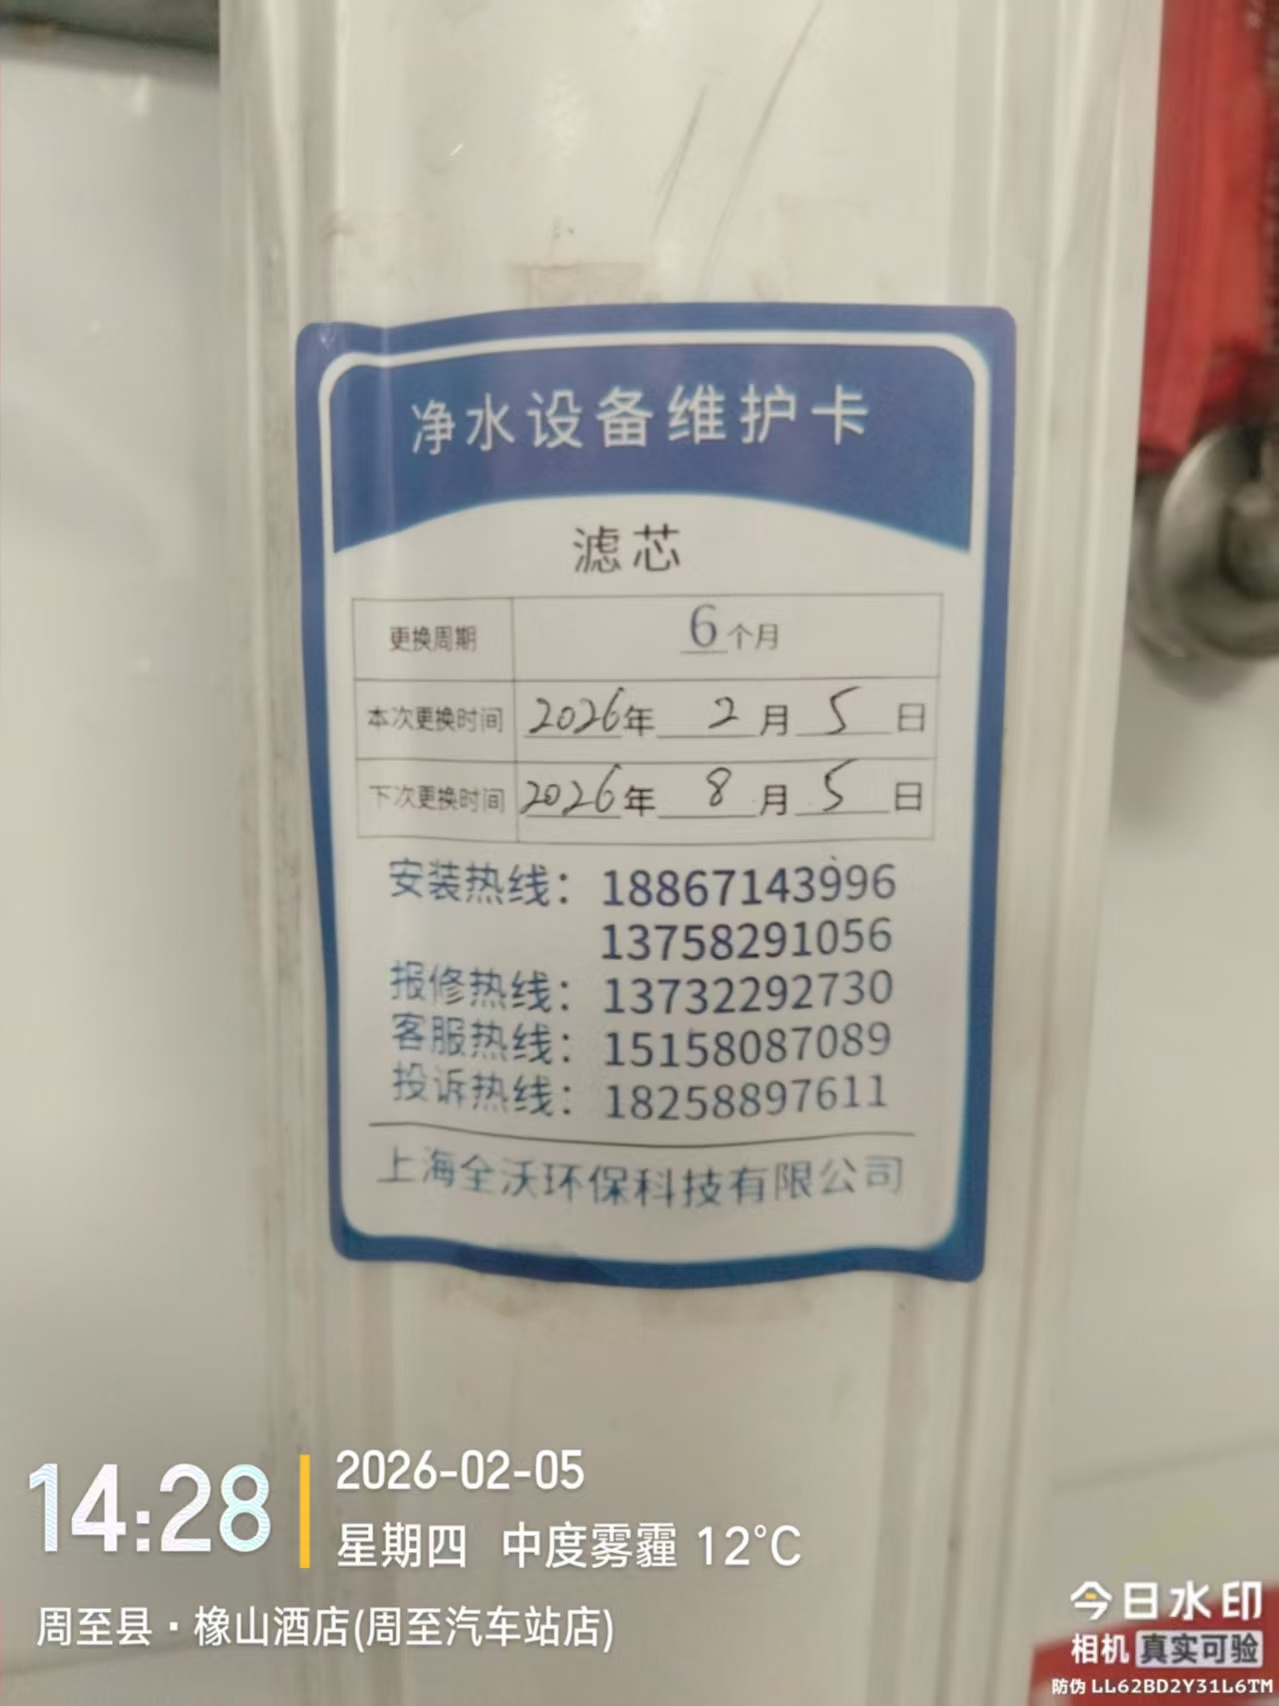 净水设备维护卡
滤芯
更换周期 6个月
本次更换时间 2026年 2月 5日
下次更换时间 2026年 8月 5日
安装热线：18867143996
13758291056
报修热线：13732292730
客服热线：15158087089
投诉热线：18258897611
上海全沃环保科技有限公司
14:28
2026-02-05
星期四 中度雾霾 12°C
周至县·橡山酒店(周至汽车站店)
今日水印
相机 真实可验
防伪 LL62BD2Y31L6TM